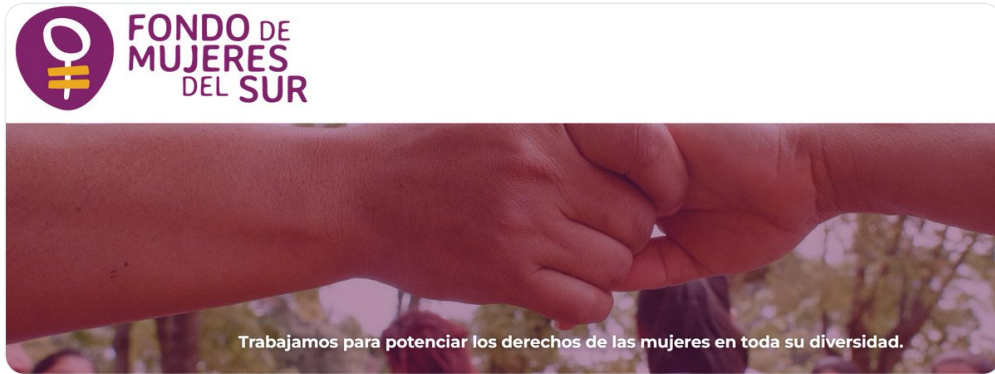 FONDO DE
MUJERES
DEL SUR
Trabajamos para potenciar los derechos de las mujeres en toda su diversidad.